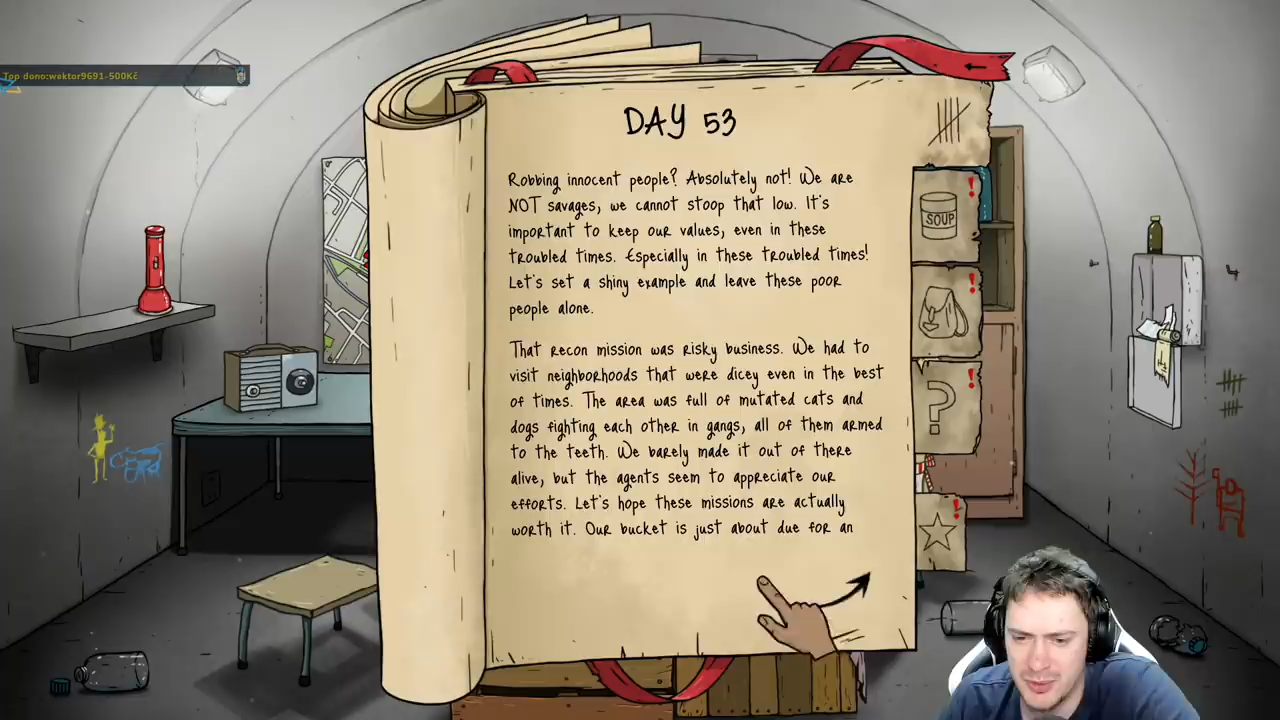 Top dono:wektor9691-500Kč
DAY 53
Robbing innocent people? Absolutely not! We are
NOT savages, we cannot stoop that low. It's
important to keep our values, even in these
troubled times. Especially in these troubled times!
Let's set a shiny example and leave these poor
people alone.
That recon mission was risky business. We had to
visit neighborhoods that were dicey even in the best
of times. The area was full of mutated cats and
dogs fighting each other in gangs, all of them armed
to the teeth. We barely made it out of there
alive, but the agents seem to appreciate our
efforts. Let's hope these missions are actually
worth it. Our bucket is just about due for an
!
SOUP
!
!
?
!